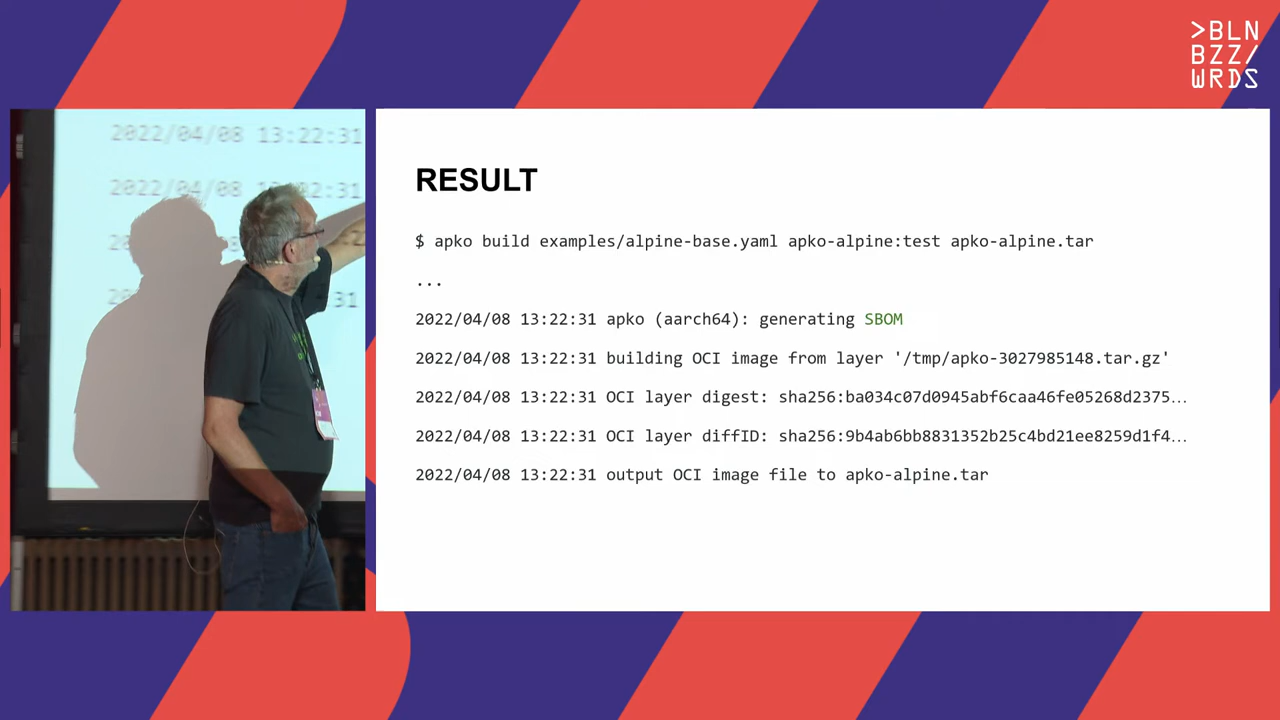 >BLN
BZZ/
WRDS
2022/04/08 13:22:31
2022/04/08
RESULT
$ apko build examples/alpine-base.yaml apko-alpine:test apko-alpine.tar
...
2022/04/08 13:22:31 apko (aarch64): generating SBOM
2022/04/08 13:22:31 building OCI image from layer '/tmp/apko-3027985148.tar.gz'
2022/04/08 13:22:31 OCI layer digest: sha256:ba034c07d0945abf6caa46fe05268d2375...
2022/04/08 13:22:31 OCI layer diffID: sha256:9b4ab6bb8831352b25c4bd21ee8259d1f4...
2022/04/08 13:22:31 output OCI image file to apko-alpine.tar